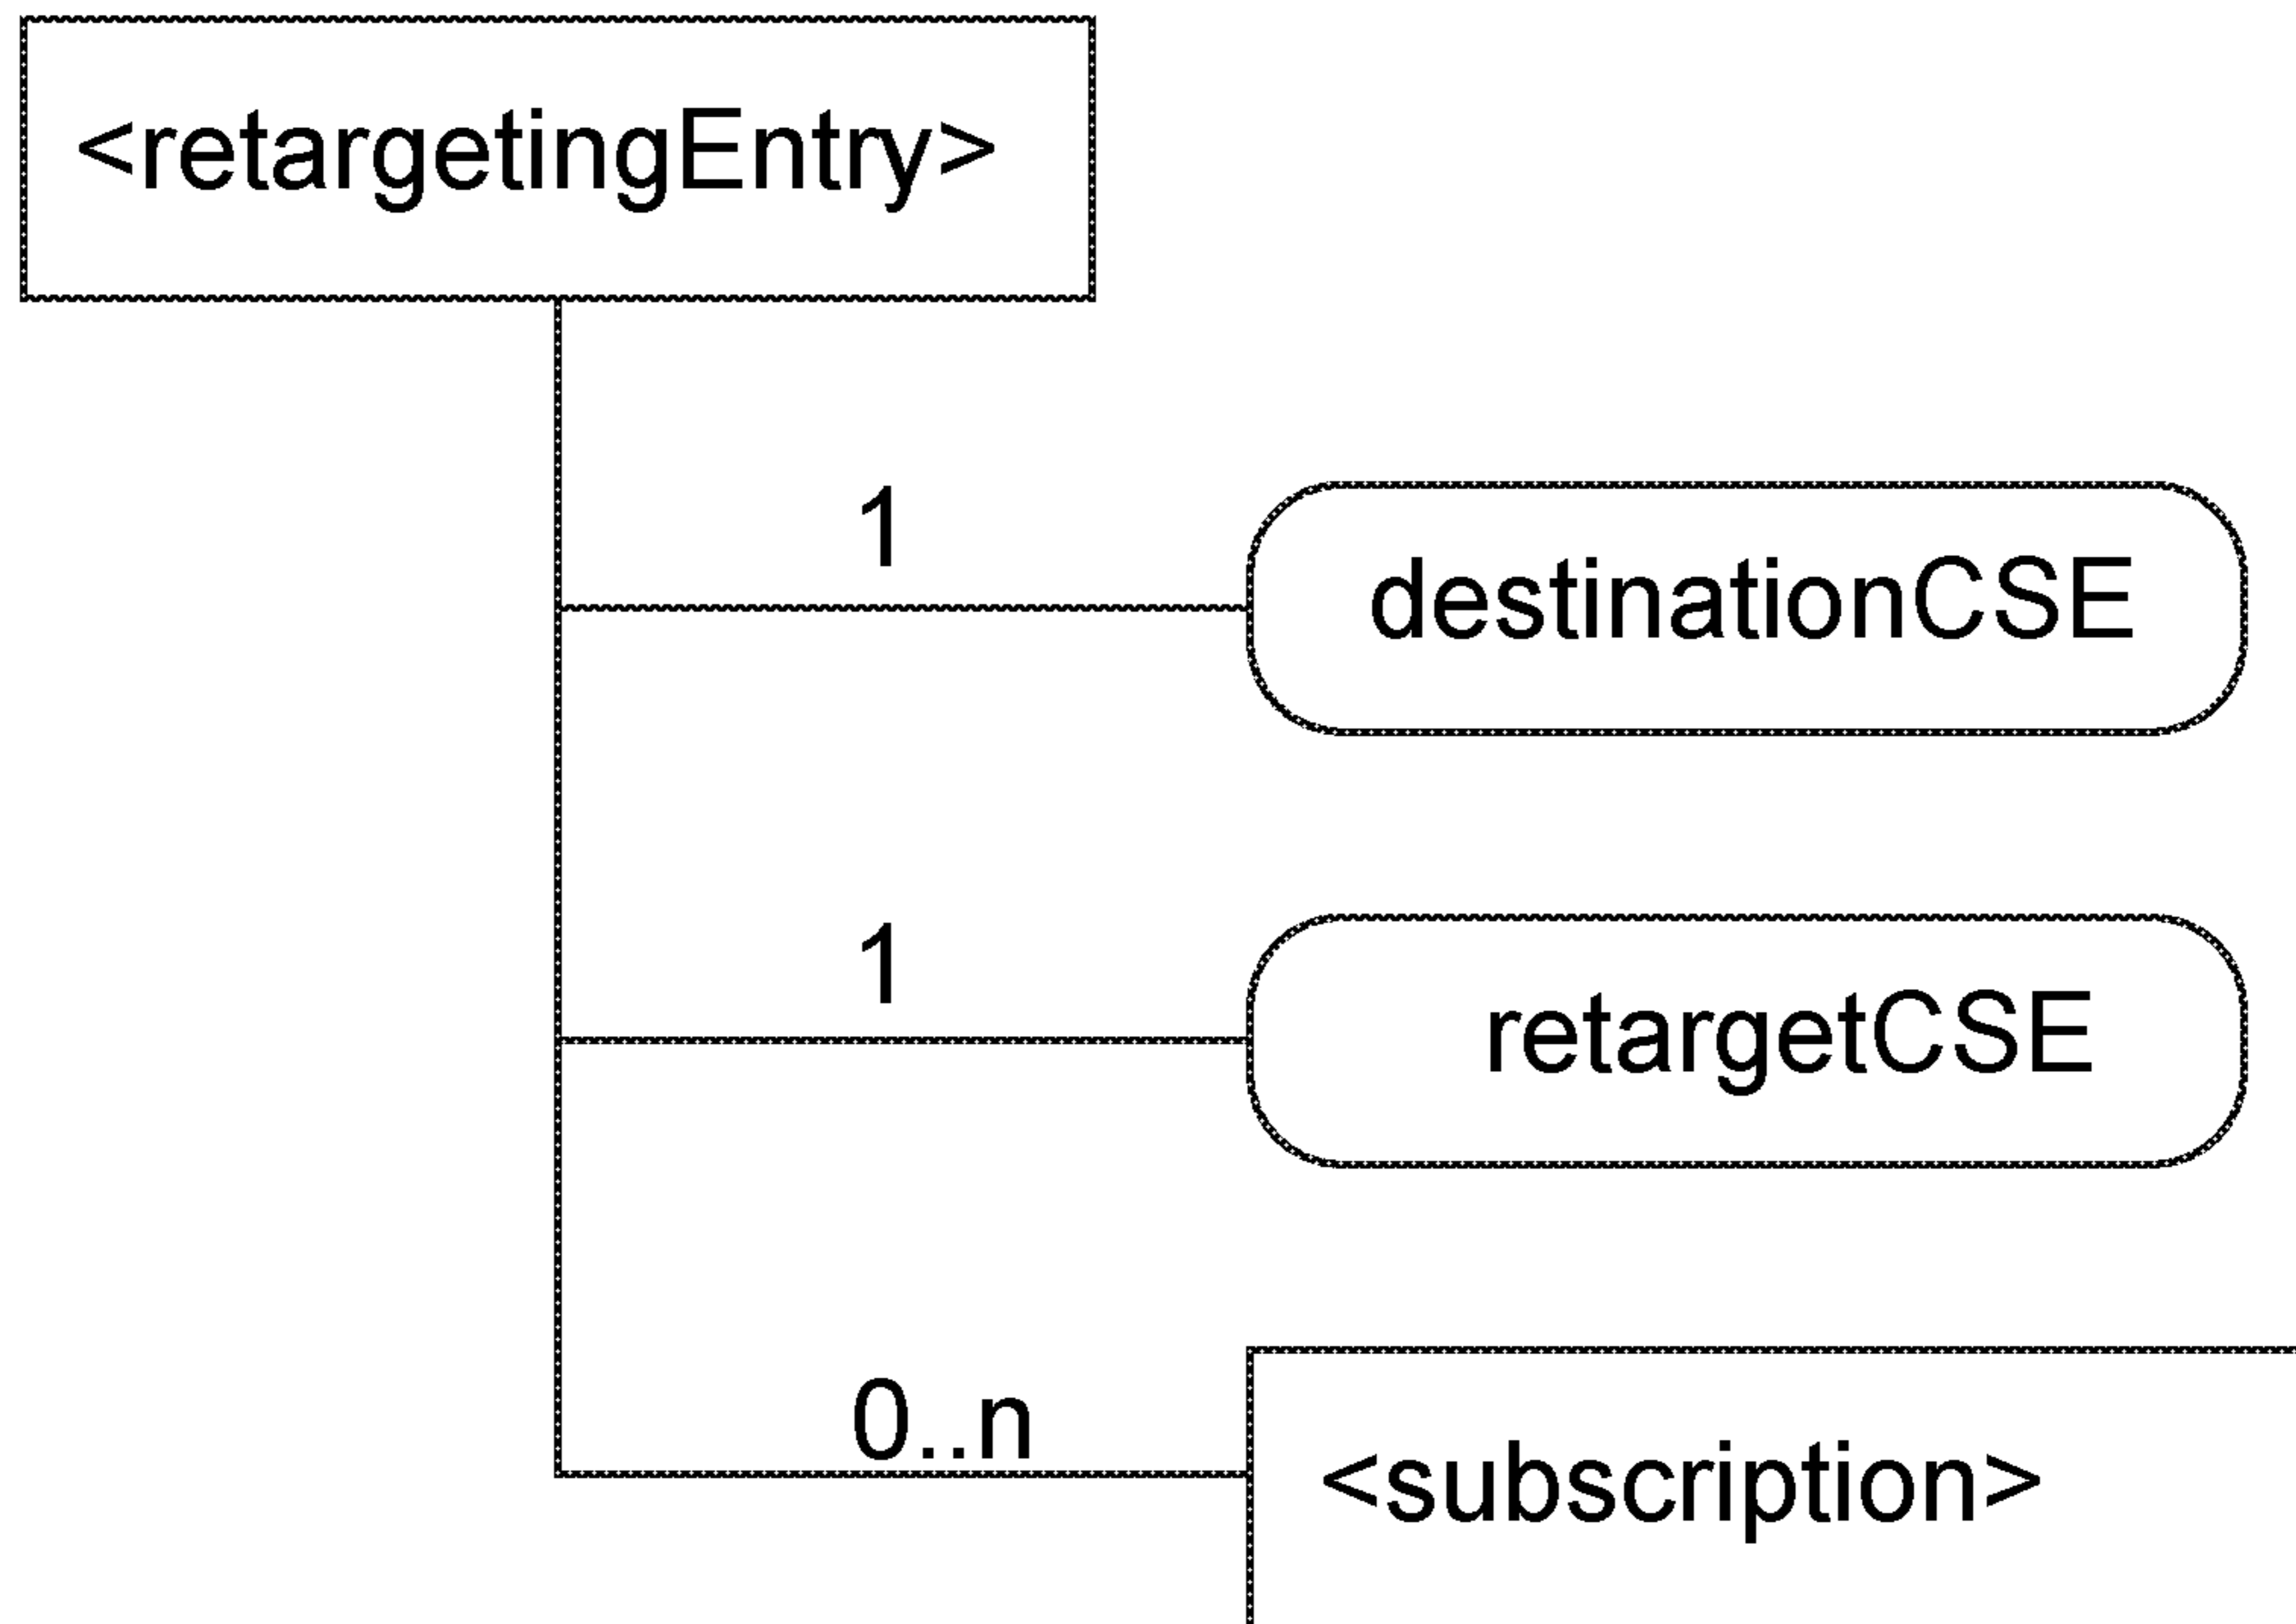 <retargetingEntry>
1
destinationCSE
1
retargetCSE
0..n
<subscription>